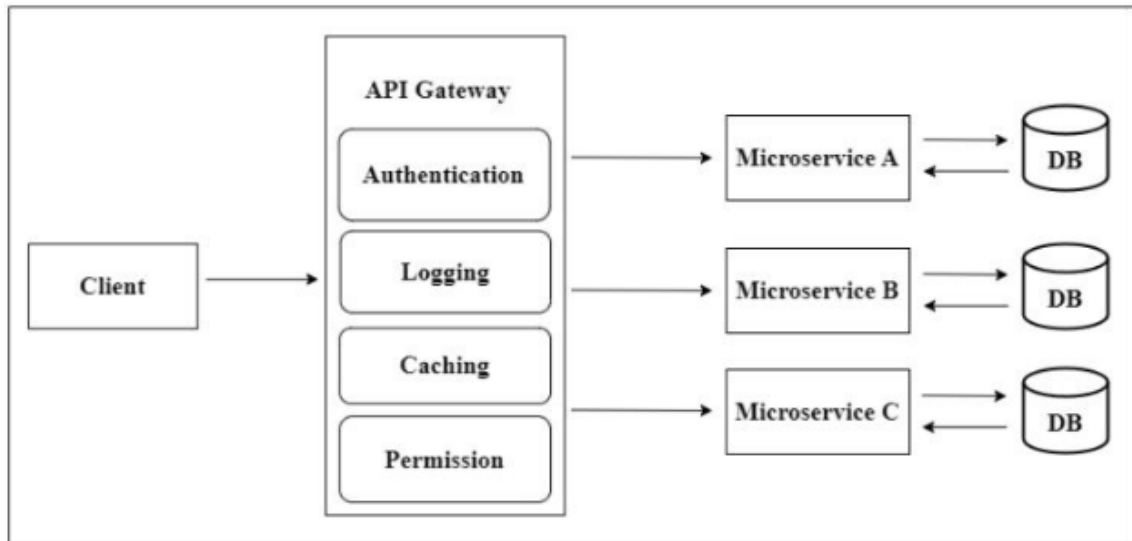 API Gateway
Authentication
Logging
Caching
Permission
Client
Microservice A
DB
Microservice B
DB
Microservice C
DB